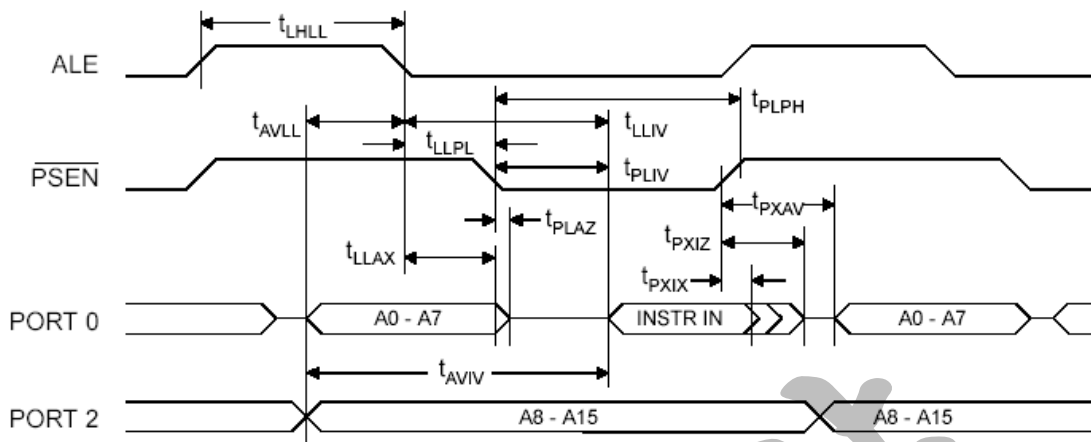 tLHLL
ALE
tPLPH
tAVLL
tLLIV
tLLPL
PSEN
tPLIV
tPXAV
tPLAZ
tPXIZ
tLLAX
tPXIX
PORT 0
A0 - A7
INSTR IN
A0 - A7
tAVIV
PORT 2
A8 - A15
A8 - A15